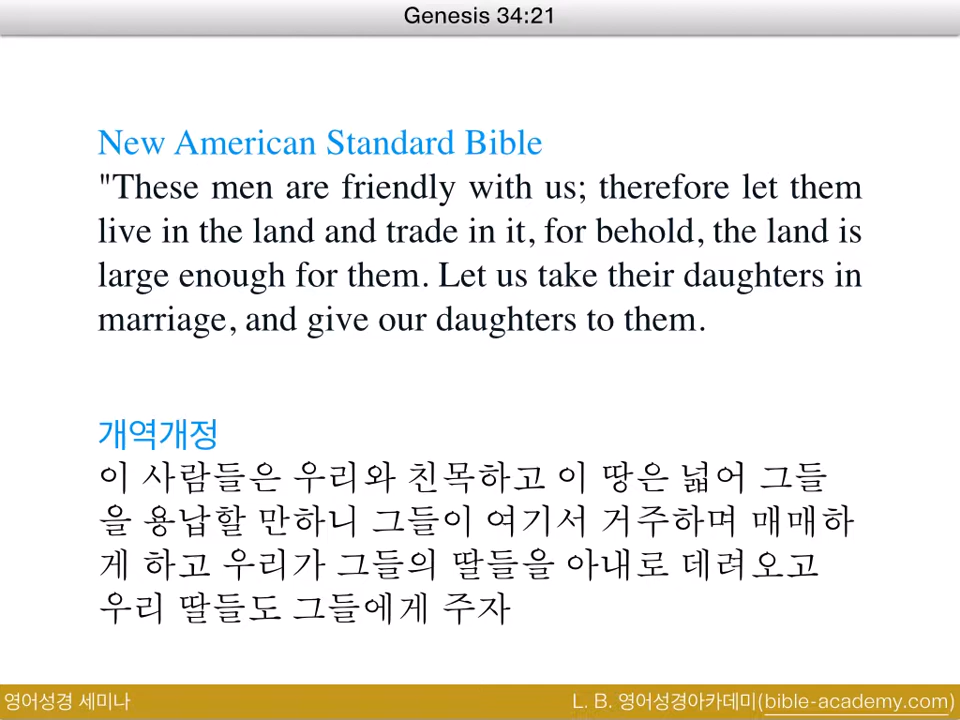 Genesis 34:21
New American Standard Bible
"These men are friendly with us; therefore let them
live in the land and trade in it, for behold, the land is
large enough for them. Let us take their daughters in
marriage, and give our daughters to them.
개역개정
이 사람들은 우리와 친목하고 이 땅은 넓어 그들
을 용납할 만하니 그들이 여기서 거주하며 매매하
게 하고 우리가 그들의 딸들을 아내로 데려오고
우리 딸들도 그들에게 주자
영어성경 세미나
L. B. 영어성경아카데미(bible-academy.com)